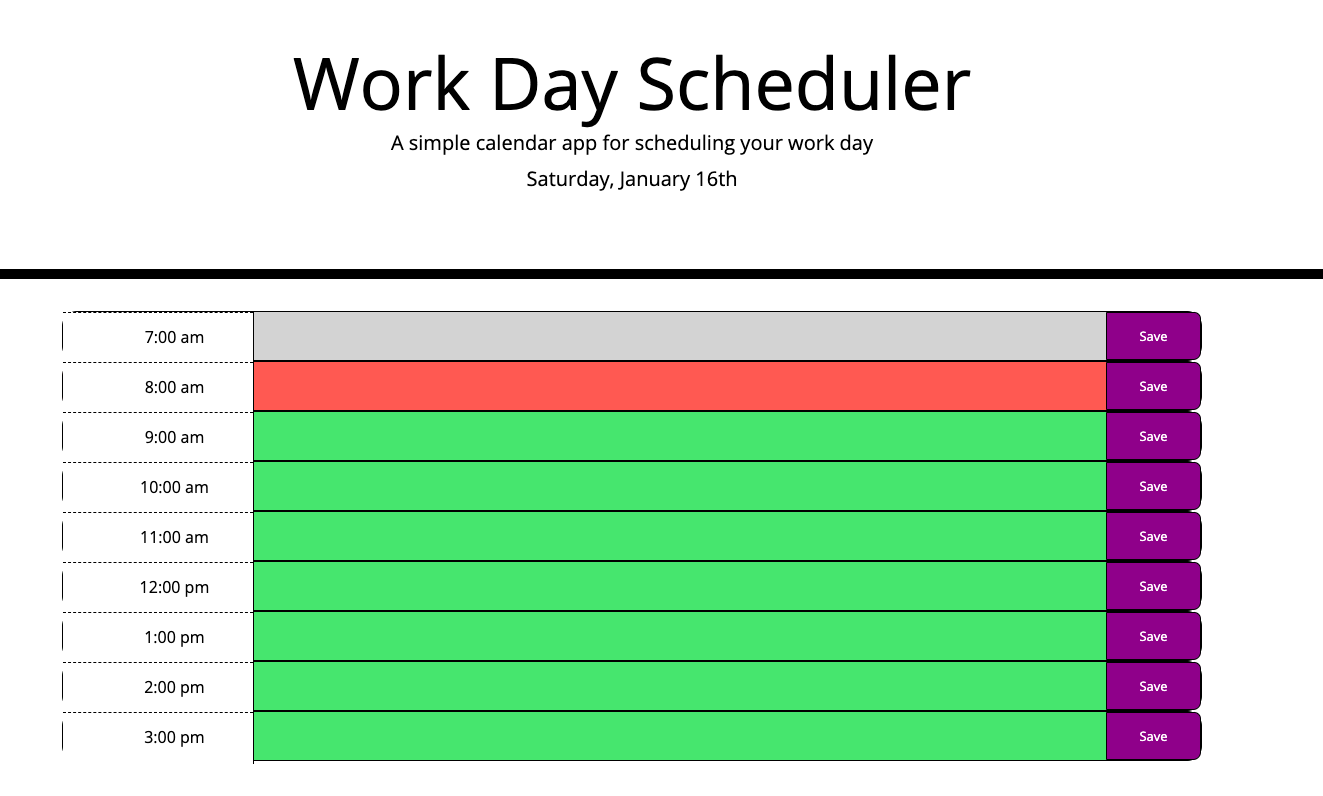 Work Day Scheduler
A simple calendar app for scheduling your work day
Saturday, January 16th
7:00 am Save
8:00 am Save
9:00 am Save
10:00 am Save
11:00 am Save
12:00 pm Save
1:00 pm Save
2:00 pm Save
3:00 pm Save